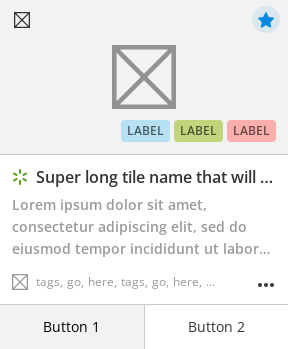 LABEL LABEL LABEL
Super long tile name that will ...
Lorem ipsum dolor sit amet,
consectetur adipiscing elit, sed do
eiusmod tempor incididunt ut labor...
tags, go, here, tags, go, here, ...
Button 1 Button 2